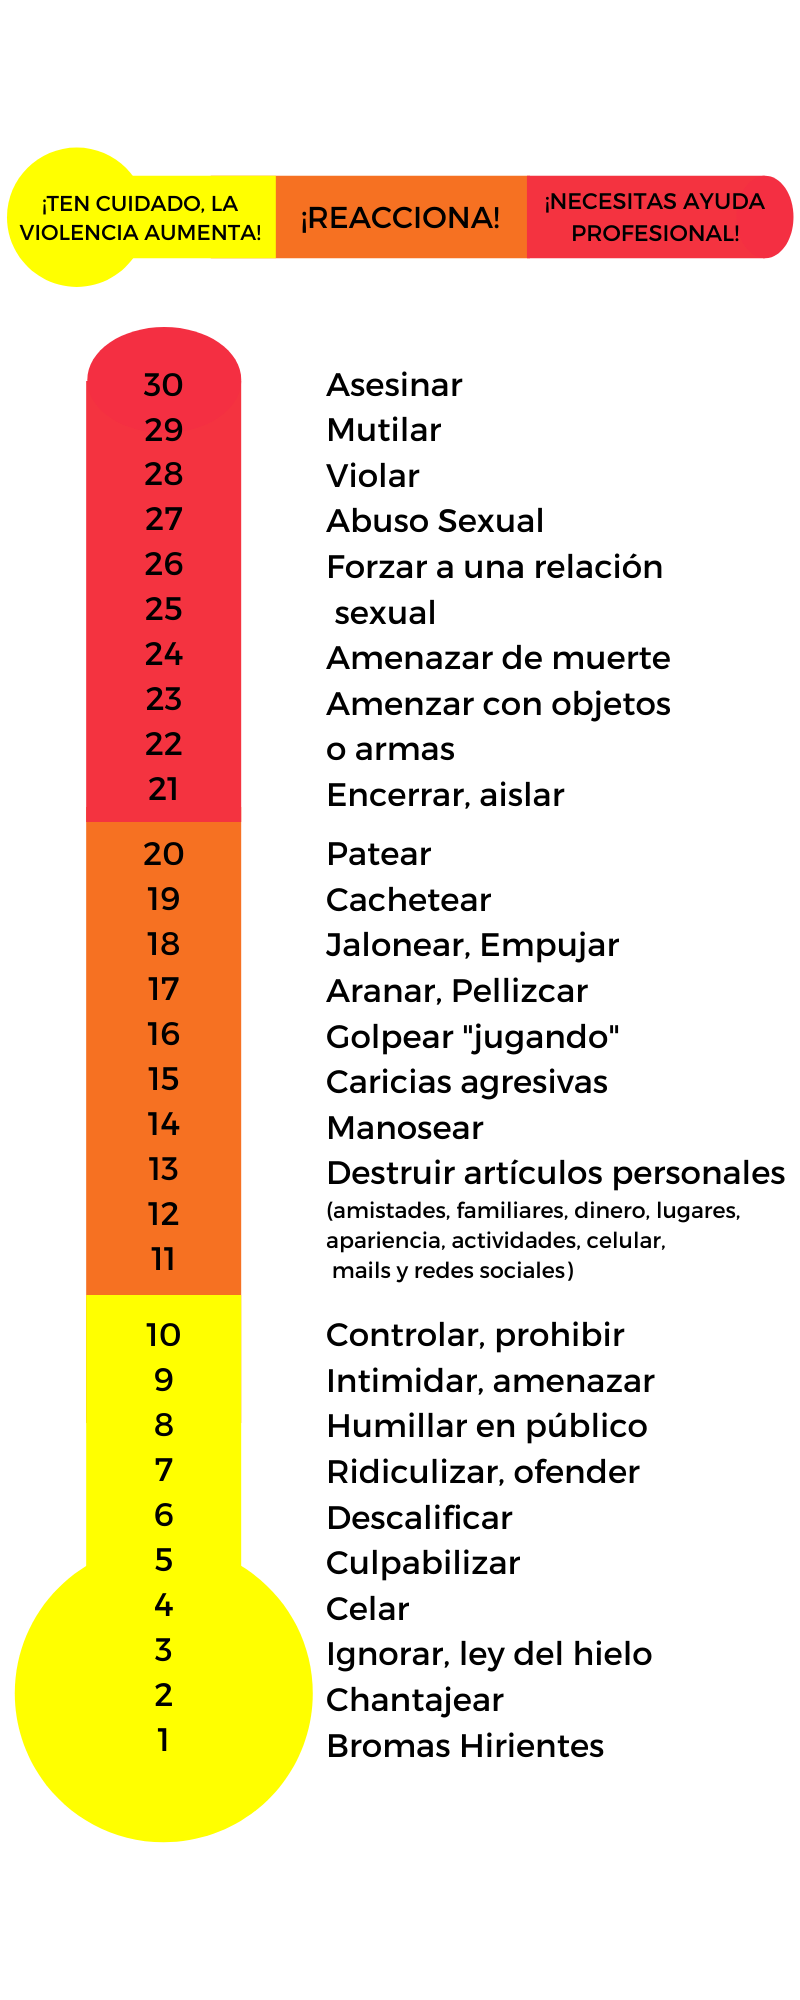 ¡TEN CUIDADO, LA
VIOLENCIA AUMENTA!
¡REACCIONA!
¡NECESITAS AYUDA
PROFESIONAL!
30 Asesinar
29 Mutilar
28 Violar
27 Abuso Sexual
26 Forzar a una relación
25 sexual
24 Amenazar de muerte
23 Amenzar con objetos
22 o armas
21 Encerrar, aislar
20 Patear
19 Cachetear
18 Jalonear, Empujar
17 Aranar, Pellizcar
16 Golpear "jugando"
15 Caricias agresivas
14 Manosear
13 Destruir artículos personales
12 (amistades, familiares, dinero, lugares,
apariencia, actividades, celular,
11 mails y redes sociales)
10 Controlar, prohibir
9 Intimidar, amenazar
8 Humillar en público
7 Ridiculizar, ofender
6 Descalificar
5 Culpabilizar
4 Celar
3 Ignorar, ley del hielo
2 Chantajear
1 Bromas Hirientes